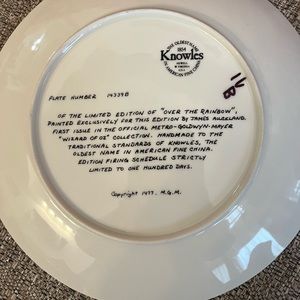 THE OLDEST NAME
1854
Knowles
AMERICA
IN AMERICAN FINE CHINA
PLATE NUMBER 14339B
OF THE LIMITED EDITION OF "OVER THE RAINBOW",
PAINTED EXCLUSIVELY FOR THIS EDITION BY JAMES AUCKLAND.
FIRST ISSUE IN THE OFFICIAL METRO-GOLDWYN-MAYER
"WIZARD OF OZ" COLLECTION. HANDMADE TO THE
TRADITIONAL STANDARDS OF KNOWLES, THE
OLDEST NAME IN AMERICAN FINE CHINA.
EDITION FIRING SCHEDULE STRICTLY
LIMITED TO ONE HUNDRED DAYS.
Copyright 1977. M.G.M.